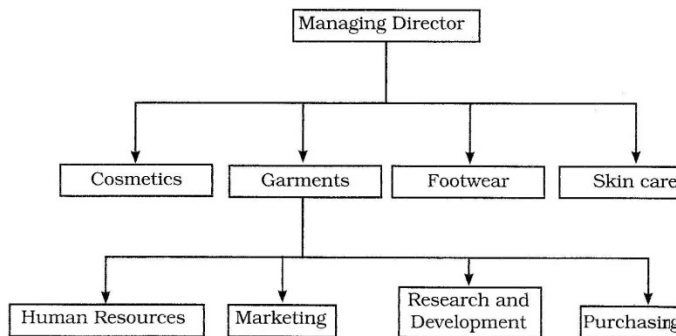 Managing Director
Cosmetics
Garments
Footwear
Skin care
Human Resources
Marketing
Research and
Development
Purchasing